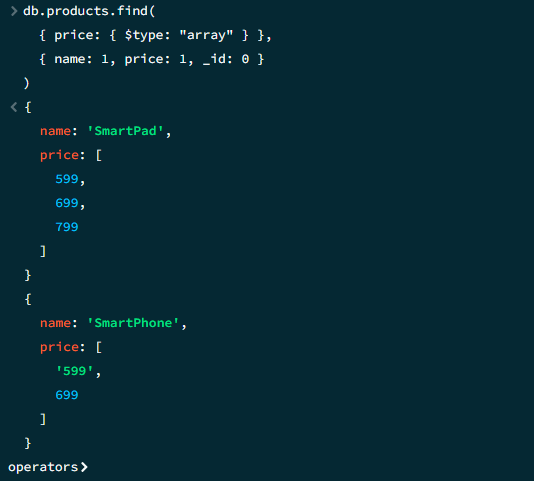 > db.products.find(
{ price: { $type: "array" } },
{ name: 1, price: 1, _id: 0 }
)
< {
name: 'SmartPad',
price: [
599,
699,
799
]
}
{
name: 'SmartPhone',
price: [
'599',
699
]
}
operators>